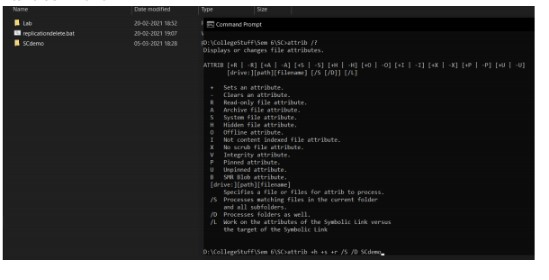 Name Date modified Type Size
Lab 20-02-2021 18:52
replicationdelete.bat 20-02-2021 19:07
SCdemo 05-03-2021 18:28
Command Prompt
D:\CollegeStuff\Sem 6\SC>attrib /?
Displays or changes file attributes.
ATTRIB [+R | -R] [+A | -A] [+S | -S] [+H | -H] [+O | -O] [+I | -I] [+X | -X] [+P | -P] [+U | -U]
[drive:][path][filename] [/S [/D]] [/L]
+ Sets an attribute.
- Clears an attribute.
R Read-only file attribute.
A Archive file attribute.
S System file attribute.
H Hidden file attribute.
O Offline attribute.
I Not content indexed file attribute.
X No scrub file attribute.
V Integrity attribute.
P Pinned attribute.
U Unpinned attribute.
B SMR Blob attribute.
[drive:][path][filename]
Specifies a file or files for attrib to process.
/S Processes matching files in the current folder
and all subfolders.
/D Processes folders as well.
/L Work on the attributes of the Symbolic Link versus
the target of the Symbolic Link
D:\CollegeStuff\Sem 6\SC>attrib +h +s +r /S /D SCdemo